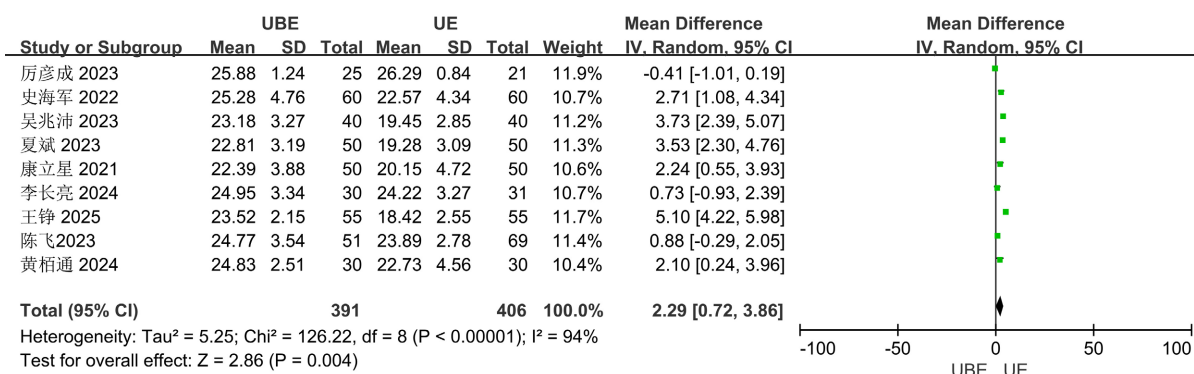 UBE UE Mean Difference Mean Difference
Study or Subgroup Mean SD Total Mean SD Total Weight IV, Random, 95% CI IV, Random, 95% CI
厉彦成 2023 25.88 1.24 25 26.29 0.84 21 11.9% -0.41 [-1.01, 0.19]
史海军 2022 25.28 4.76 60 22.57 4.34 60 10.7% 2.71 [1.08, 4.34]
吴兆沛 2023 23.18 3.27 40 19.45 2.85 40 11.2% 3.73 [2.39, 5.07]
夏斌 2023 22.81 3.19 50 19.28 3.09 50 11.3% 3.53 [2.30, 4.76]
康立星 2021 22.39 3.88 50 20.15 4.72 50 10.6% 2.24 [0.55, 3.93]
李长亮 2024 24.95 3.34 30 24.22 3.27 31 10.7% 0.73 [-0.93, 2.39]
王铮 2025 23.52 2.15 55 18.42 2.55 55 11.7% 5.10 [4.22, 5.98]
陈飞2023 24.77 3.54 51 23.89 2.78 69 11.4% 0.88 [-0.29, 2.05]
黄栢通 2024 24.83 2.51 30 22.73 4.56 30 10.4% 2.10 [0.24, 3.96]
Total (95% CI) 391 406 100.0% 2.29 [0.72, 3.86]
Heterogeneity: Tau² = 5.25; Chi² = 126.22, df = 8 (P < 0.00001); I² = 94%
Test for overall effect: Z = 2.86 (P = 0.004)
-100 -50 0 50 100
UBE UE